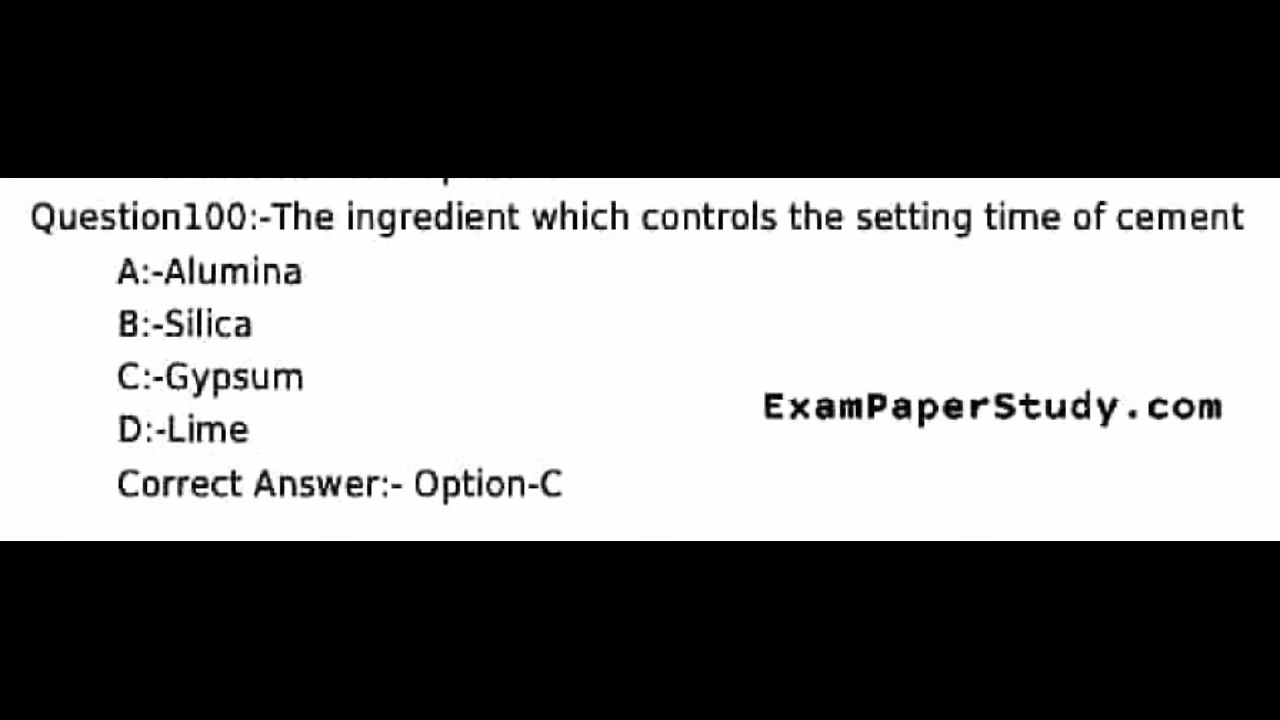 Question100:-The ingredient which controls the setting time of cement
A:-Alumina
B:-Silica
C:-Gypsum
D:-Lime
ExamPaperStudy.com
Correct Answer:- Option-C